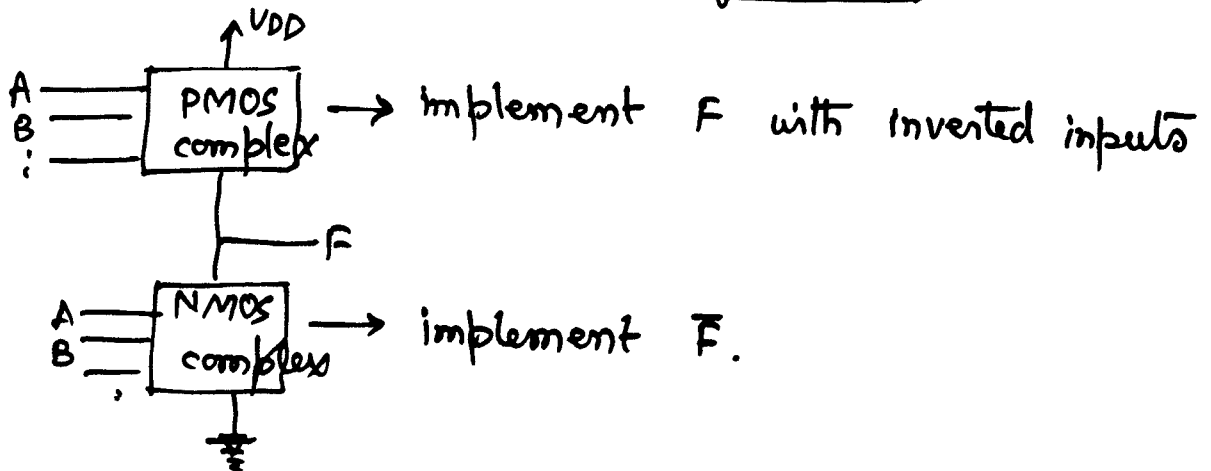 VDD
A
B
PMOS
complex
→ implement F with inverted inputs
F
A
B
NMOS
complex
→ implement F̅.